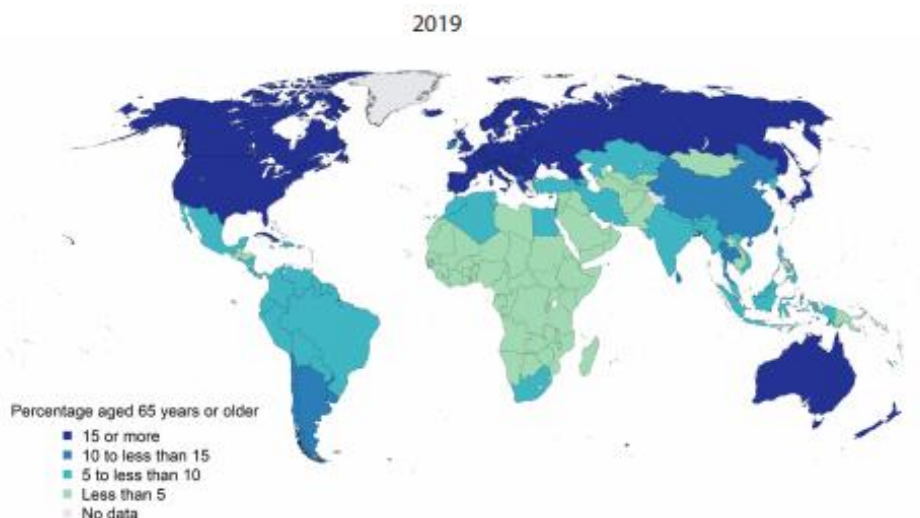 2019
Percentage aged 65 years or older
15 or more
10 to less than 15
5 to less than 10
Less than 5
No data